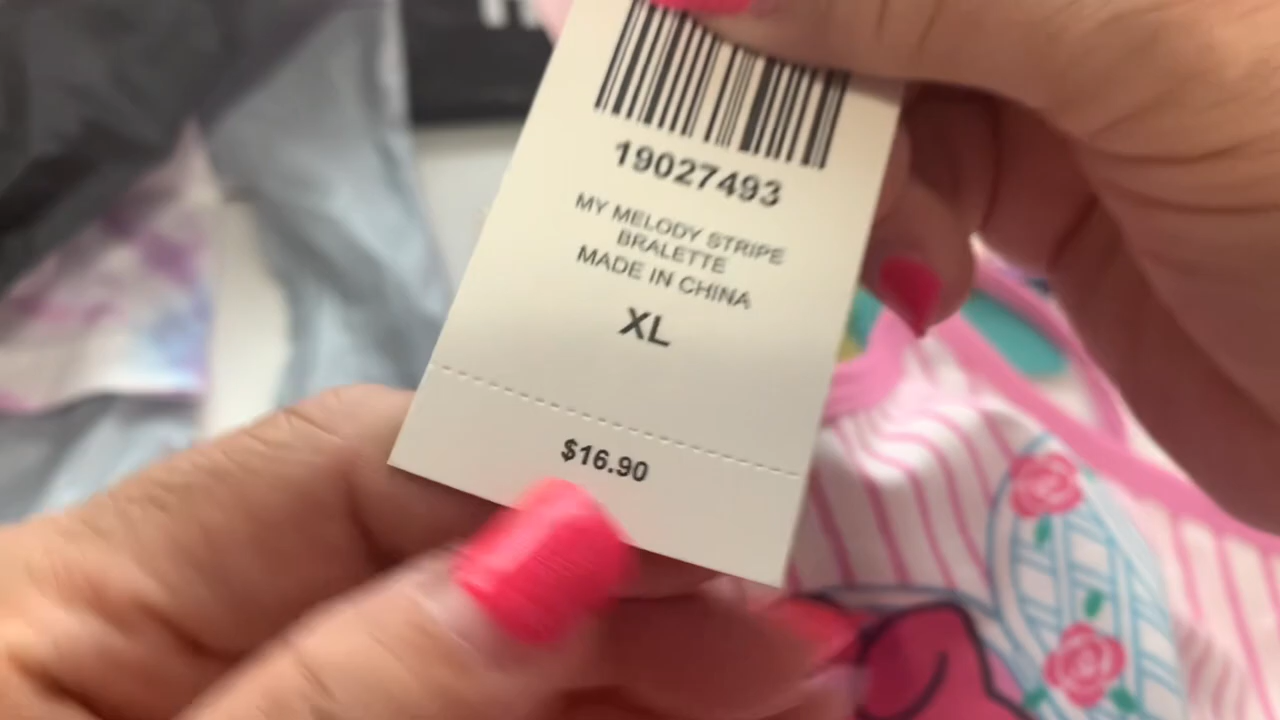 19027493
MY MELODY STRIPE
BRALETTE
MADE IN CHINA
XL
$16.90